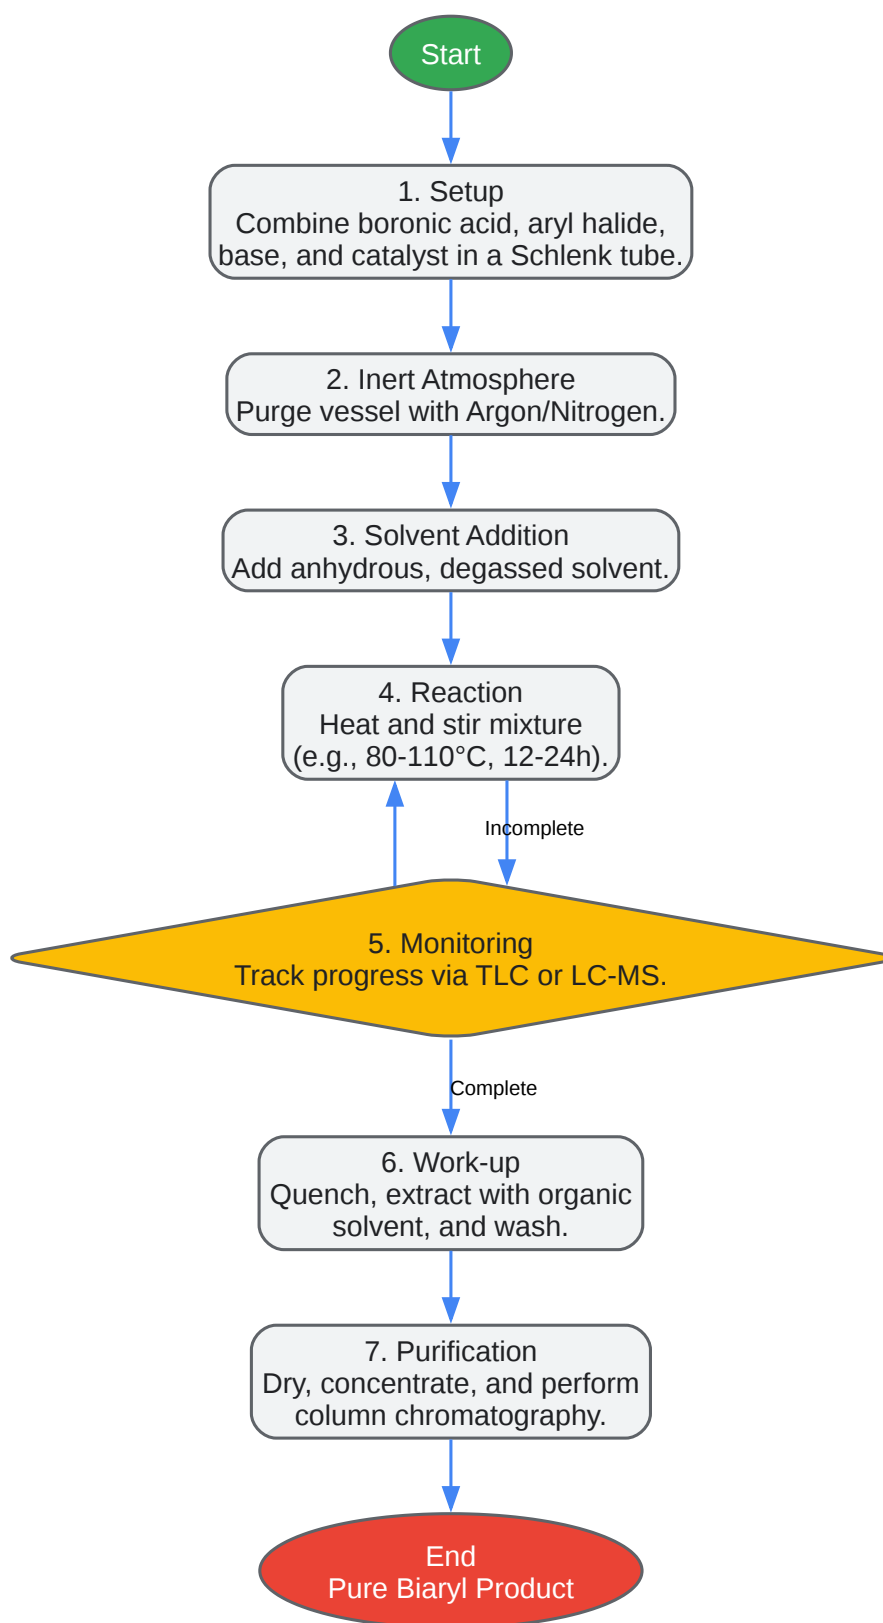 Start
1. Setup
Combine boronic acid, aryl halide,
base, and catalyst in a Schlenk tube.
2. Inert Atmosphere
Purge vessel with Argon/Nitrogen.
3. Solvent Addition
Add anhydrous, degassed solvent.
4. Reaction
Heat and stir mixture
(e.g., 80-110°C, 12-24h).
Incomplete
5. Monitoring
Track progress via TLC or LC-MS.
Complete
6. Work-up
Quench, extract with organic
solvent, and wash.
7. Purification
Dry, concentrate, and perform
column chromatography.
End
Pure Biaryl Product